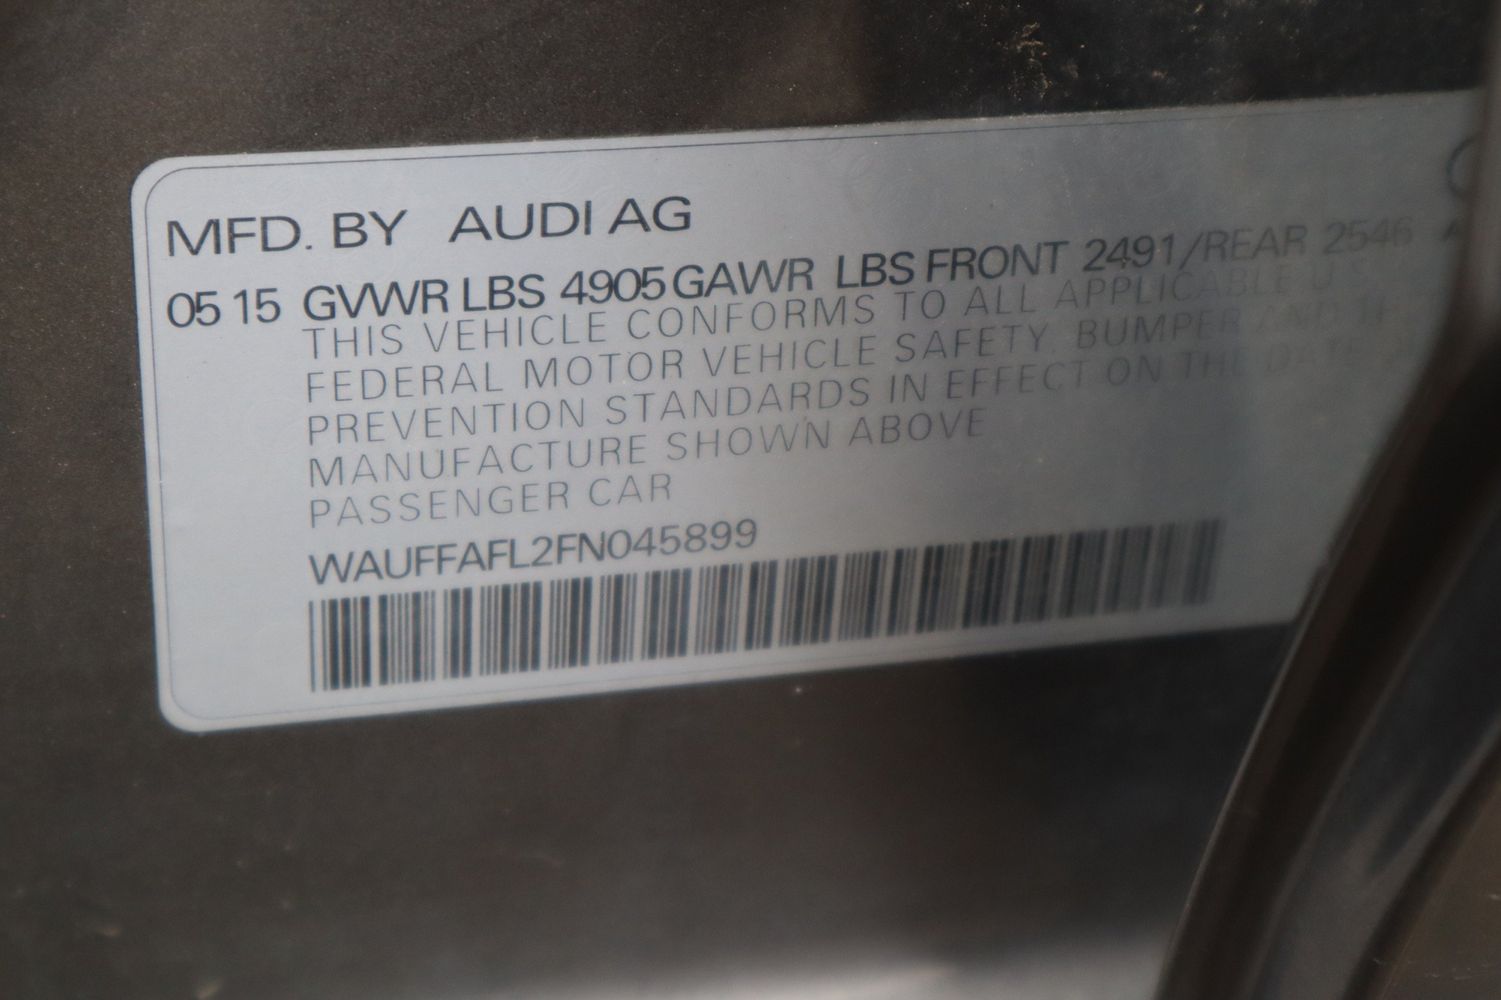 MFD. BY AUDI AG
05 15 GVWR LBS 4905 GAWR LBS FRONT 2491/REAR 2546
THIS VEHICLE CONFORMS TO ALL APPLICABLE
FEDERAL MOTOR VEHICLE SAFETY, BUMPER AND
PREVENTION STANDARDS IN EFFECT ON THE
MANUFACTURE SHOWN ABOVE
PASSENGER CAR
WAUFFAFL2FN045899